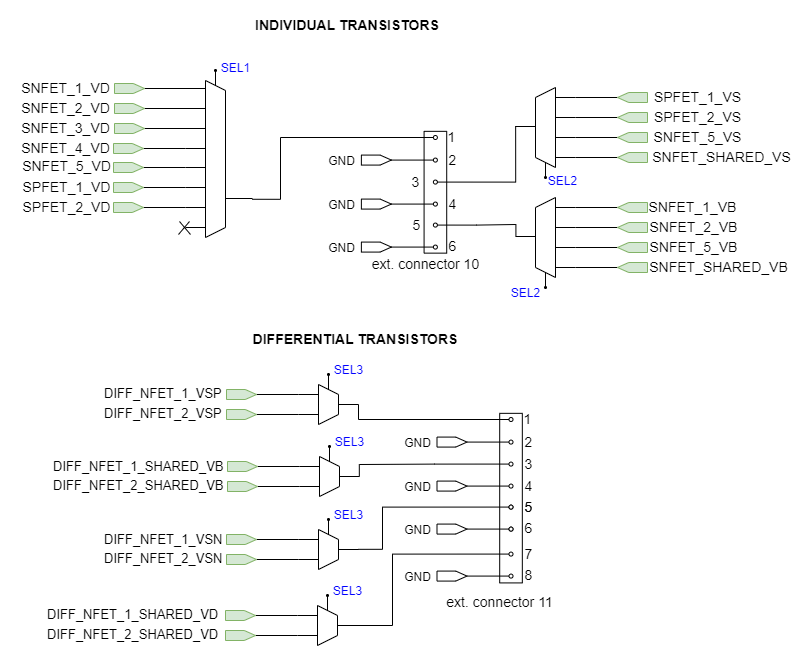 INDIVIDUAL TRANSISTORS
SEL1
SNFET_1_VD
SNFET_2_VD
SNFET_3_VD
SNFET_4_VD
SNFET_5_VD
SPFET_1_VD
SPFET_2_VD
1
GND 2
3
GND 4
5
GND 6
ext. connector 10
SPFET_1_VS
SPFET_2_VS
SNFET_5_VS
SNFET_SHARED_VS
SEL2
SNFET_1_VB
SNFET_2_VB
SNFET_5_VB
SNFET_SHARED_VB
SEL2
DIFFERENTIAL TRANSISTORS
SEL3
DIFF_NFET_1_VSP
DIFF_NFET_2_VSP
SEL3
DIFF_NFET_1_SHARED_VB
DIFF_NFET_2_SHARED_VB
SEL3
DIFF_NFET_1_VSN
DIFF_NFET_2_VSN
SEL3
DIFF_NFET_1_SHARED_VD
DIFF_NFET_2_SHARED_VD
1
GND 2
3
GND 4
5
GND 6
7
GND 8
ext. connector 11